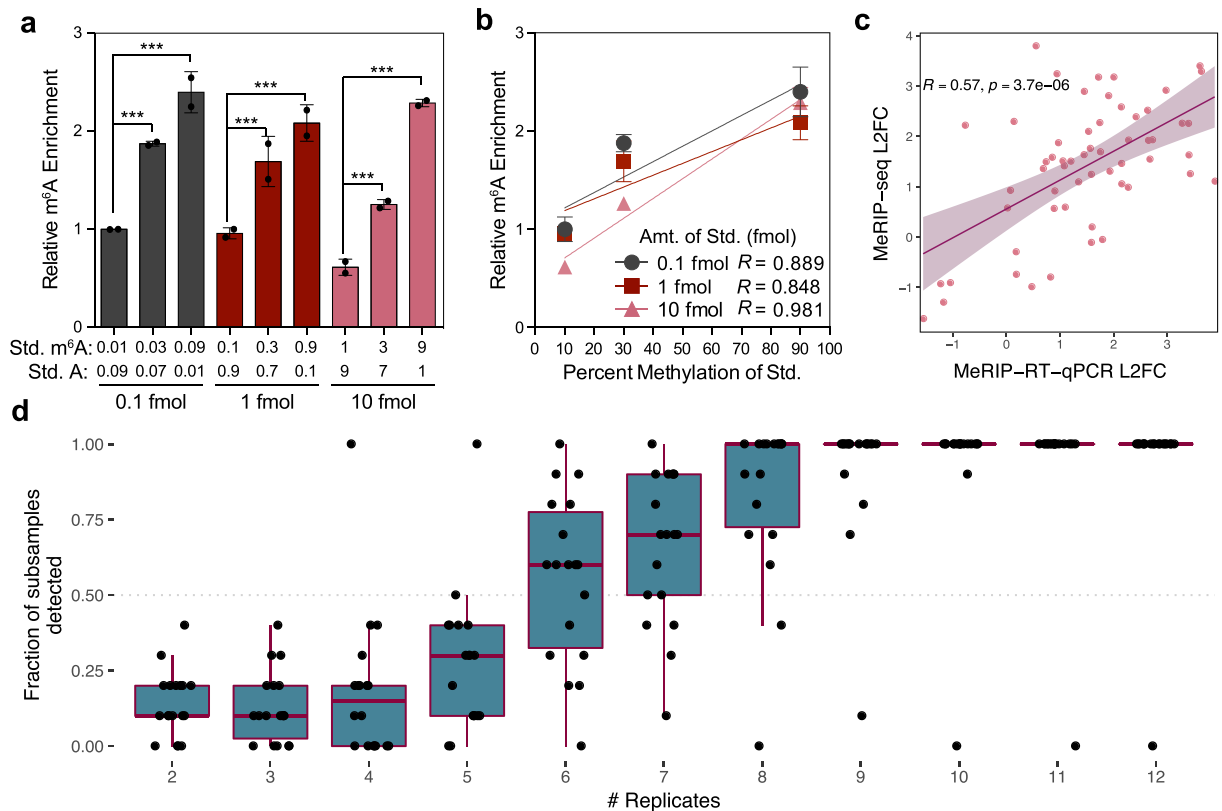 a
Relative m⁶A Enrichment
3
2
1
0
***
***
***
***
***
***
Std. m⁶A: 0.01 0.03 0.09 0.1 0.3 0.9 1 3 9
Std. A: 0.09 0.07 0.01 0.9 0.7 0.1 9 7 1
0.1 fmol 1 fmol 10 fmol
b
Relative m⁶A Enrichment
3
2
1
0
Amt. of Std. (fmol)
0.1 fmol R = 0.889
1 fmol R = 0.848
10 fmol R = 0.981
0 10 20 30 40 50 60 70 80 90 100
Percent Methylation of Std.
c
MeRIP−seq L2FC
4
3
2
1
0
−1
R = 0.57, p = 3.7e−06
−1 0 1 2 3
MeRIP−RT−qPCR L2FC
d
Fraction of subsamples
detected
1.00
0.75
0.50
0.25
0.00
2 3 4 5 6 7 8 9 10 11 12
# Replicates